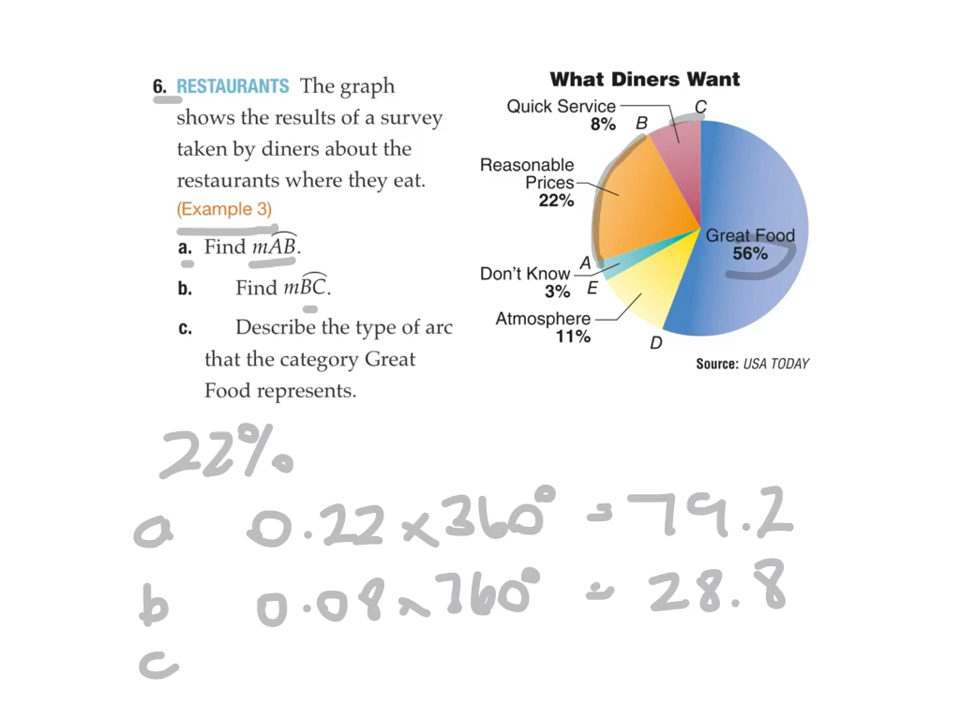 6. RESTAURANTS The graph
shows the results of a survey
taken by diners about the
restaurants where they eat.
(Example 3)
a. Find mAB.
b. Find mBC.
c. Describe the type of arc
that the category Great
Food represents.
What Diners Want
Quick Service
8%
B
C
Reasonable
Prices
22%
Great Food
56%
A
Don't Know
3%
E
Atmosphere
11%
D
Source: USA TODAY
22%
a 0.22 x 360° = 79.2
b 0.08 x 360° = 28.8
c